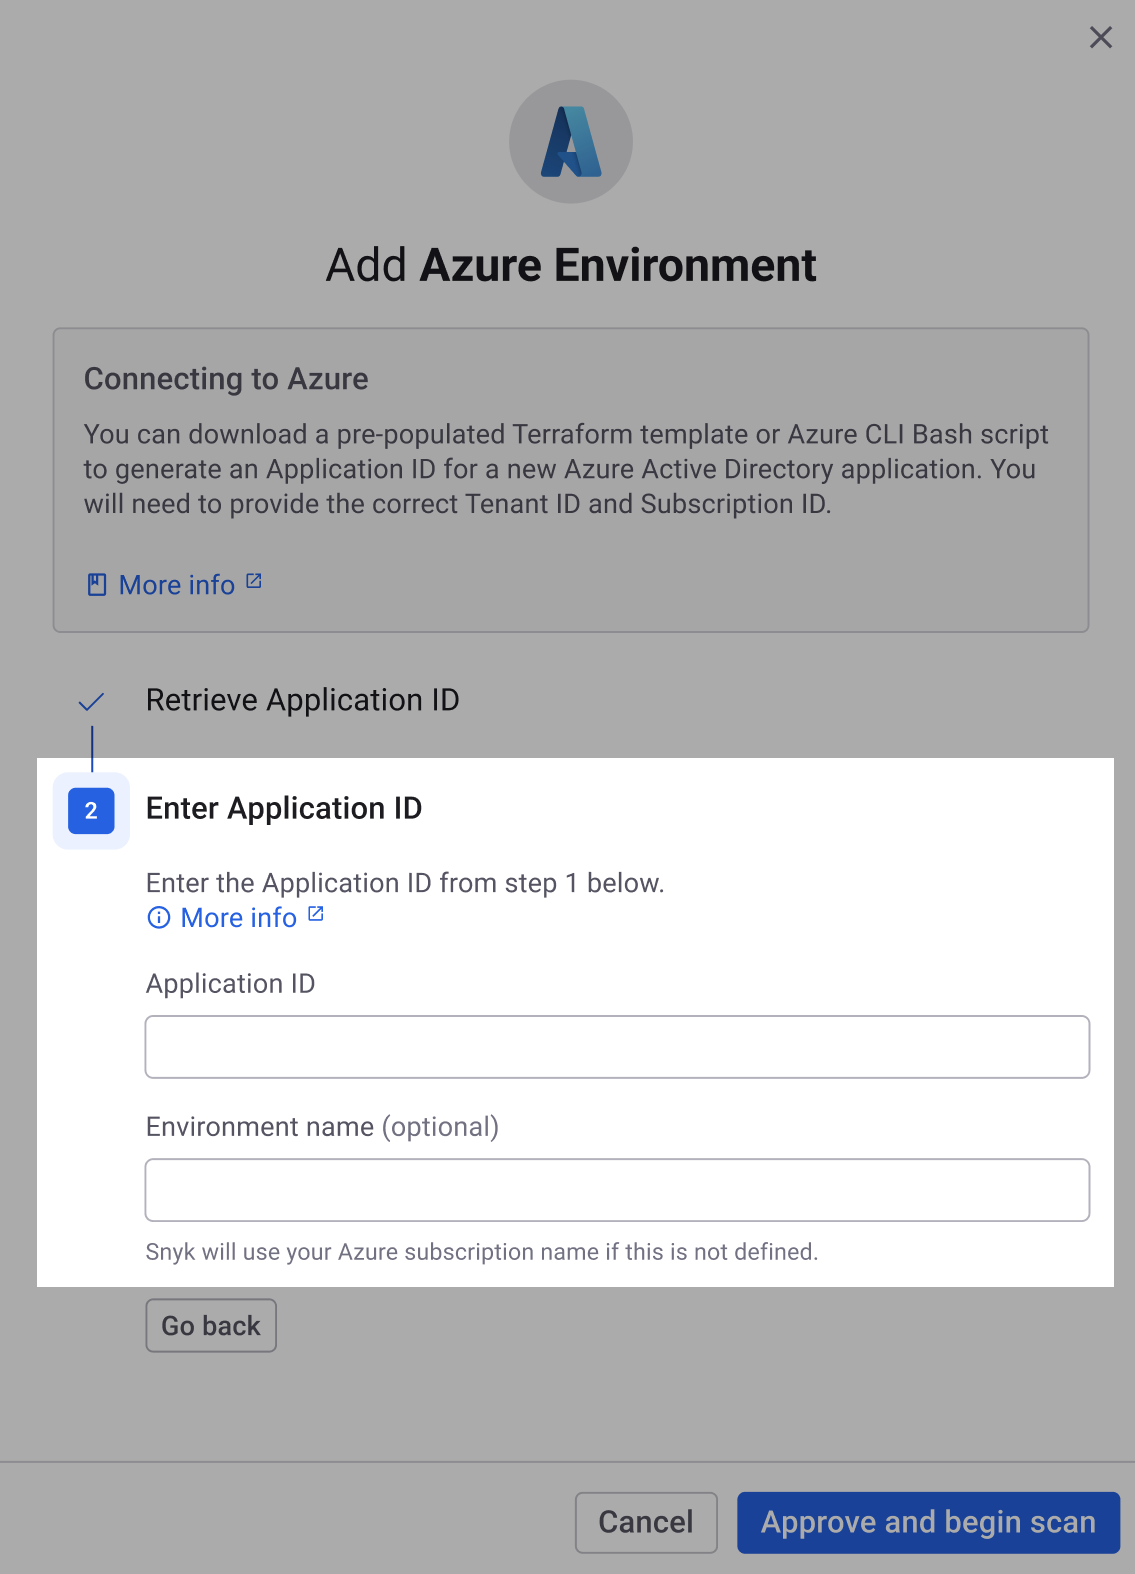 Add Azure Environment
Connecting to Azure
You can download a pre-populated Terraform template or Azure CLI Bash script
to generate an Application ID for a new Azure Active Directory application. You
will need to provide the correct Tenant ID and Subscription ID.
More info
Retrieve Application ID
2
Enter Application ID
Enter the Application ID from step 1 below.
More info
Application ID
Environment name (optional)
Snyk will use your Azure subscription name if this is not defined.
Go back
Cancel
Approve and begin scan